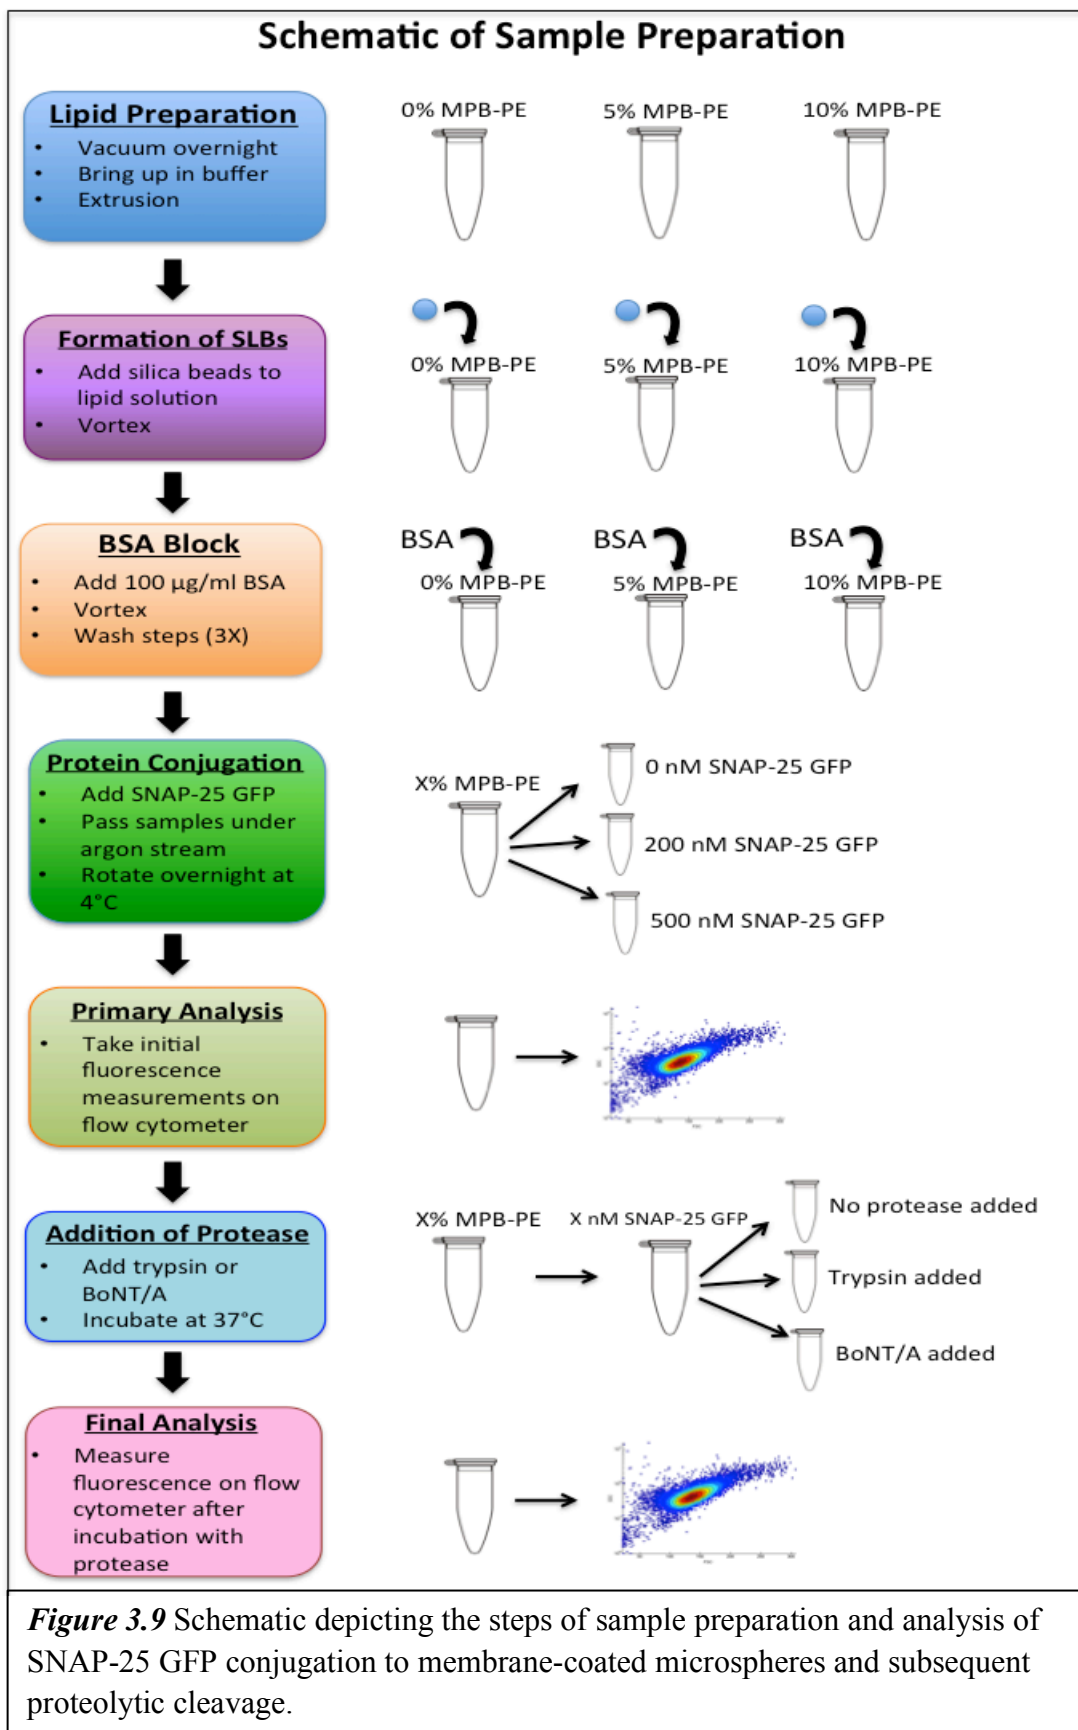 Schematic of Sample Preparation
Lipid Preparation
• Vacuum overnight
• Bring up in buffer
• Extrusion
0% MPB-PE
5% MPB-PE
10% MPB-PE
Formation of SLBs
• Add silica beads to
lipid solution
• Vortex
0% MPB-PE
5% MPB-PE
10% MPB-PE
BSA Block
• Add 100 µg/ml BSA
• Vortex
• Wash steps (3X)
BSA
BSA
BSA
0% MPB-PE
5% MPB-PE
10% MPB-PE
Protein Conjugation
• Add SNAP-25 GFP
• Pass samples under
argon stream
• Rotate overnight at
4°C
X% MPB-PE
0 nM SNAP-25 GFP
200 nM SNAP-25 GFP
500 nM SNAP-25 GFP
Primary Analysis
• Take initial
fluorescence
measurements on
flow cytometer
Addition of Protease
• Add trypsin or
BoNT/A
• Incubate at 37°C
X% MPB-PE
X nM SNAP-25 GFP
No protease added
Trypsin added
BoNT/A added
Final Analysis
• Measure
fluorescence on flow
cytometer after
incubation with
protease
Figure 3.9 Schematic depicting the steps of sample preparation and analysis of
SNAP-25 GFP conjugation to membrane-coated microspheres and subsequent
proteolytic cleavage.